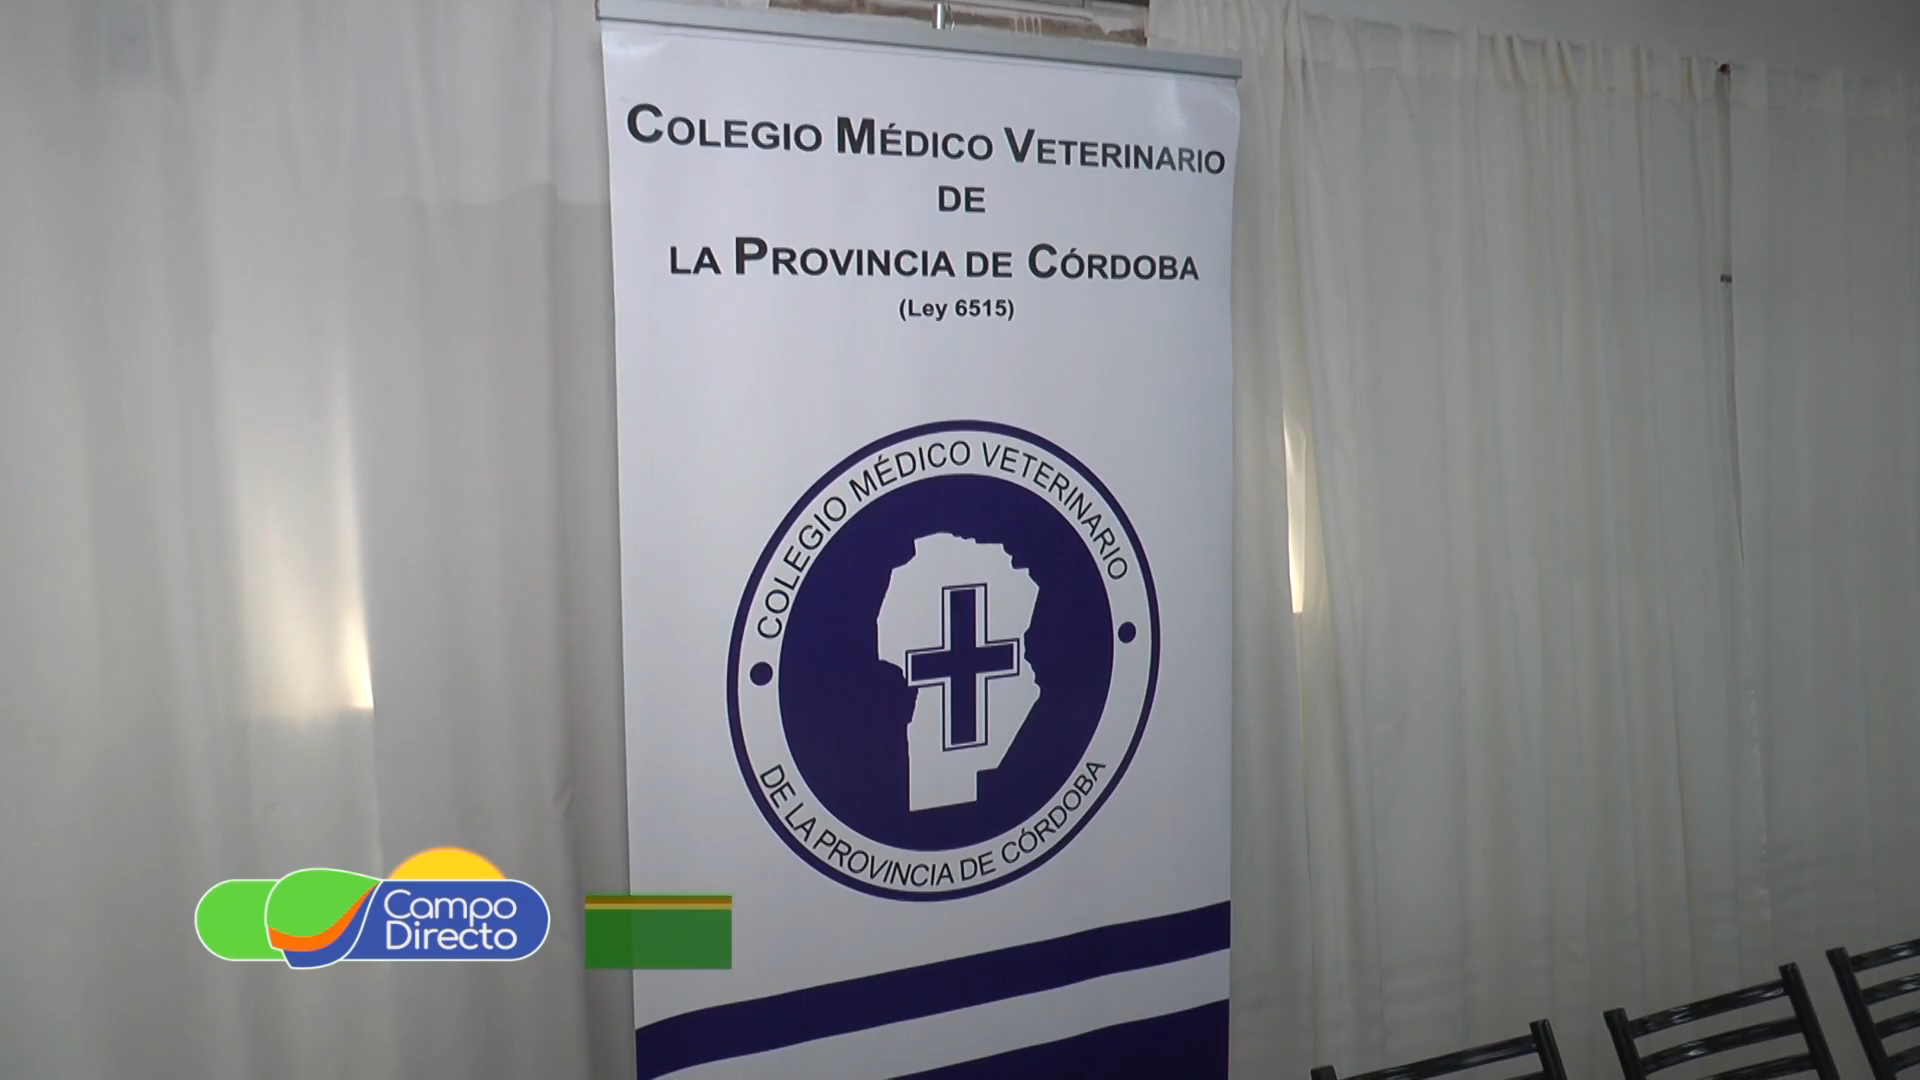 COLEGIO MÉDICO VETERINARIO
DE
LA PROVINCIA DE CÓRDOBA
(Ley 6515)
COLEGIO MÉDICO VETERINARIO
DE LA PROVINCIA DE CÓRDOBA
Campo
Directo